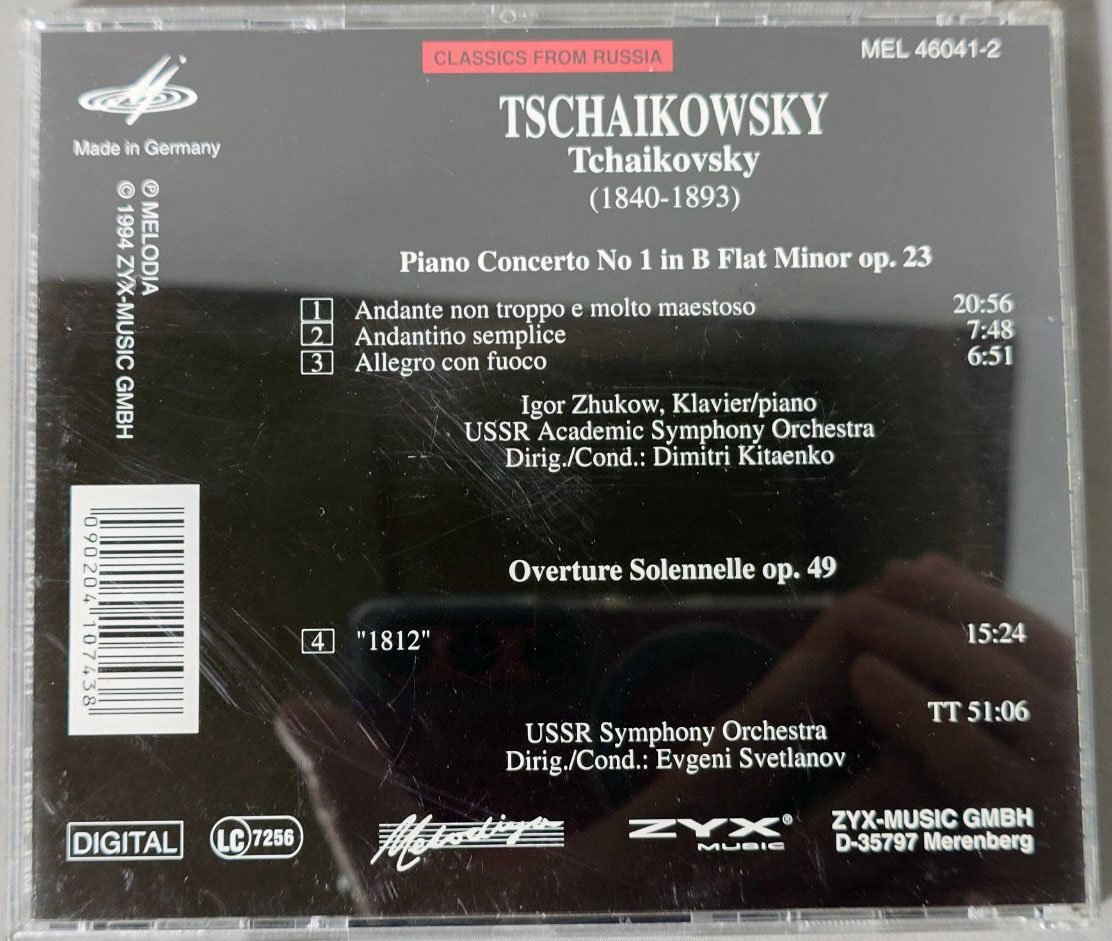 CLASSICS FROM RUSSIA
MEL 46041-2
Made in Germany
℗ MELODIA
© 1994 ZYX-MUSIC GMBH
TSCHAIKOWSKY
Tchaikovsky
(1840-1893)
Piano Concerto No 1 in B Flat Minor op. 23
1 Andante non troppo e molto maestoso 20:56
2 Andantino semplice 7:48
3 Allegro con fuoco 6:51
Igor Zhukow, Klavier/piano
USSR Academic Symphony Orchestra
Dirig./Cond.: Dimitri Kitaenko
Overture Solennelle op. 49
4 "1812" 15:24
TT 51:06
USSR Symphony Orchestra
Dirig./Cond.: Evgeni Svetlanov
090204107438
DIGITAL
LC 7256
Melodiya
ZYX®
MUSIC
ZYX-MUSIC GMBH
D-35797 Merenberg